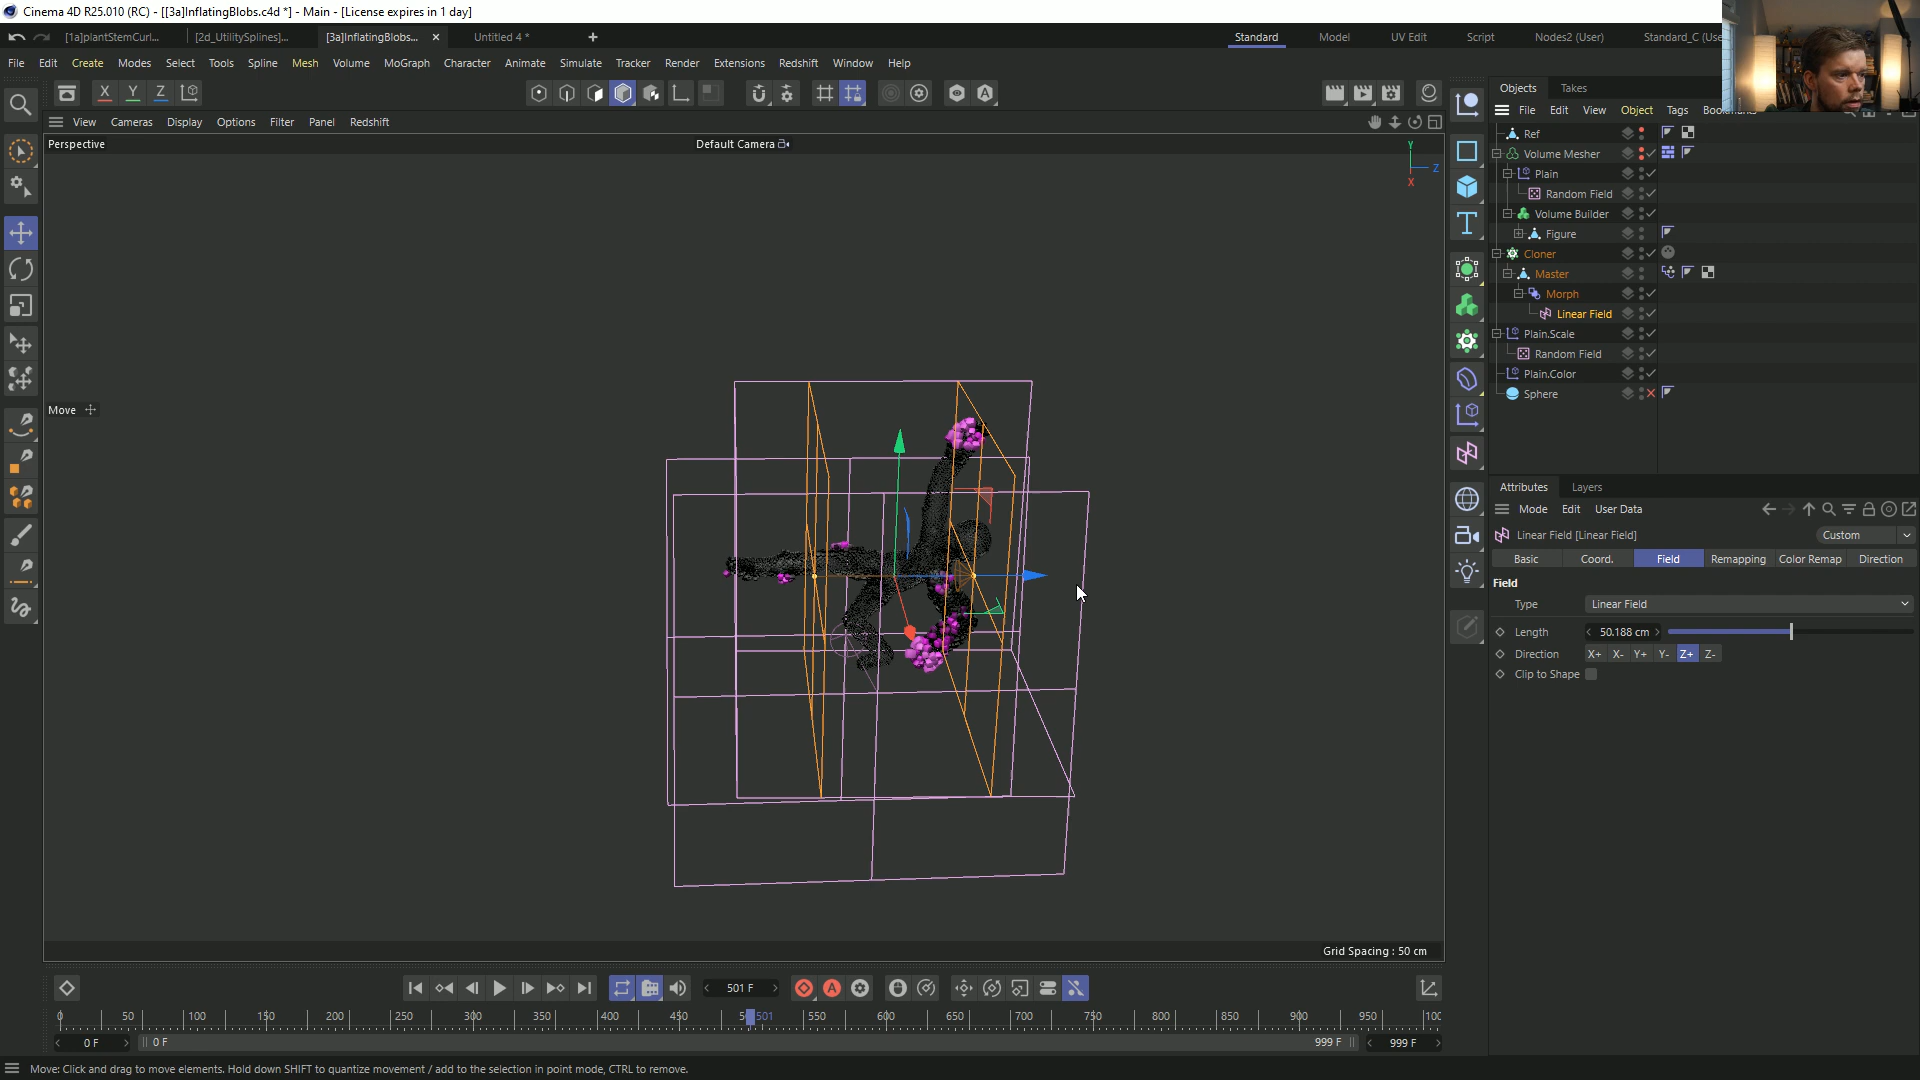 Cinema 4D R25.010 (RC) - [[3a]InflatingBlobs.c4d *] - Main - [License expires in 1 day]
[1a]plantStemCurl... [2d_UtilitySplines]... [3a]InflatingBlobs... × Untitled 4 * + Standard Model UV Edit Script Nodes2 (User) Standard_C (Use
File Edit Create Modes Select Tools Spline Mesh Volume MoGraph Character Animate Simulate Tracker Render Extensions Redshift Window Help
X Y Z
Objects Takes
File Edit View Object Tags
View Cameras Display Options Filter Panel Redshift
Perspective
Default Camera
Y
Z
X
Move
Ref
Volume Mesher
Plain
Random Field
Volume Builder
Figure
Cloner
Master
Morph
Linear Field
Plain.Scale
Random Field
Plain.Color
Sphere
Attributes Layers
Mode Edit User Data
Linear Field [Linear Field] Custom
Basic Coord. Field Remapping Color Remap Direction
Field
Type Linear Field
Length 50.188 cm
Direction X+ X- Y+ Y- Z+ Z-
Clip to Shape
Grid Spacing : 50 cm
501 F
0 50 100 150 200 250 300 350 400 450 501 550 600 650 700 750 800 850 900 950 100
0 F 0 F 999 F 999 F
Move: Click and drag to move elements. Hold down SHIFT to quantize movement / add to the selection in point mode, CTRL to remove.